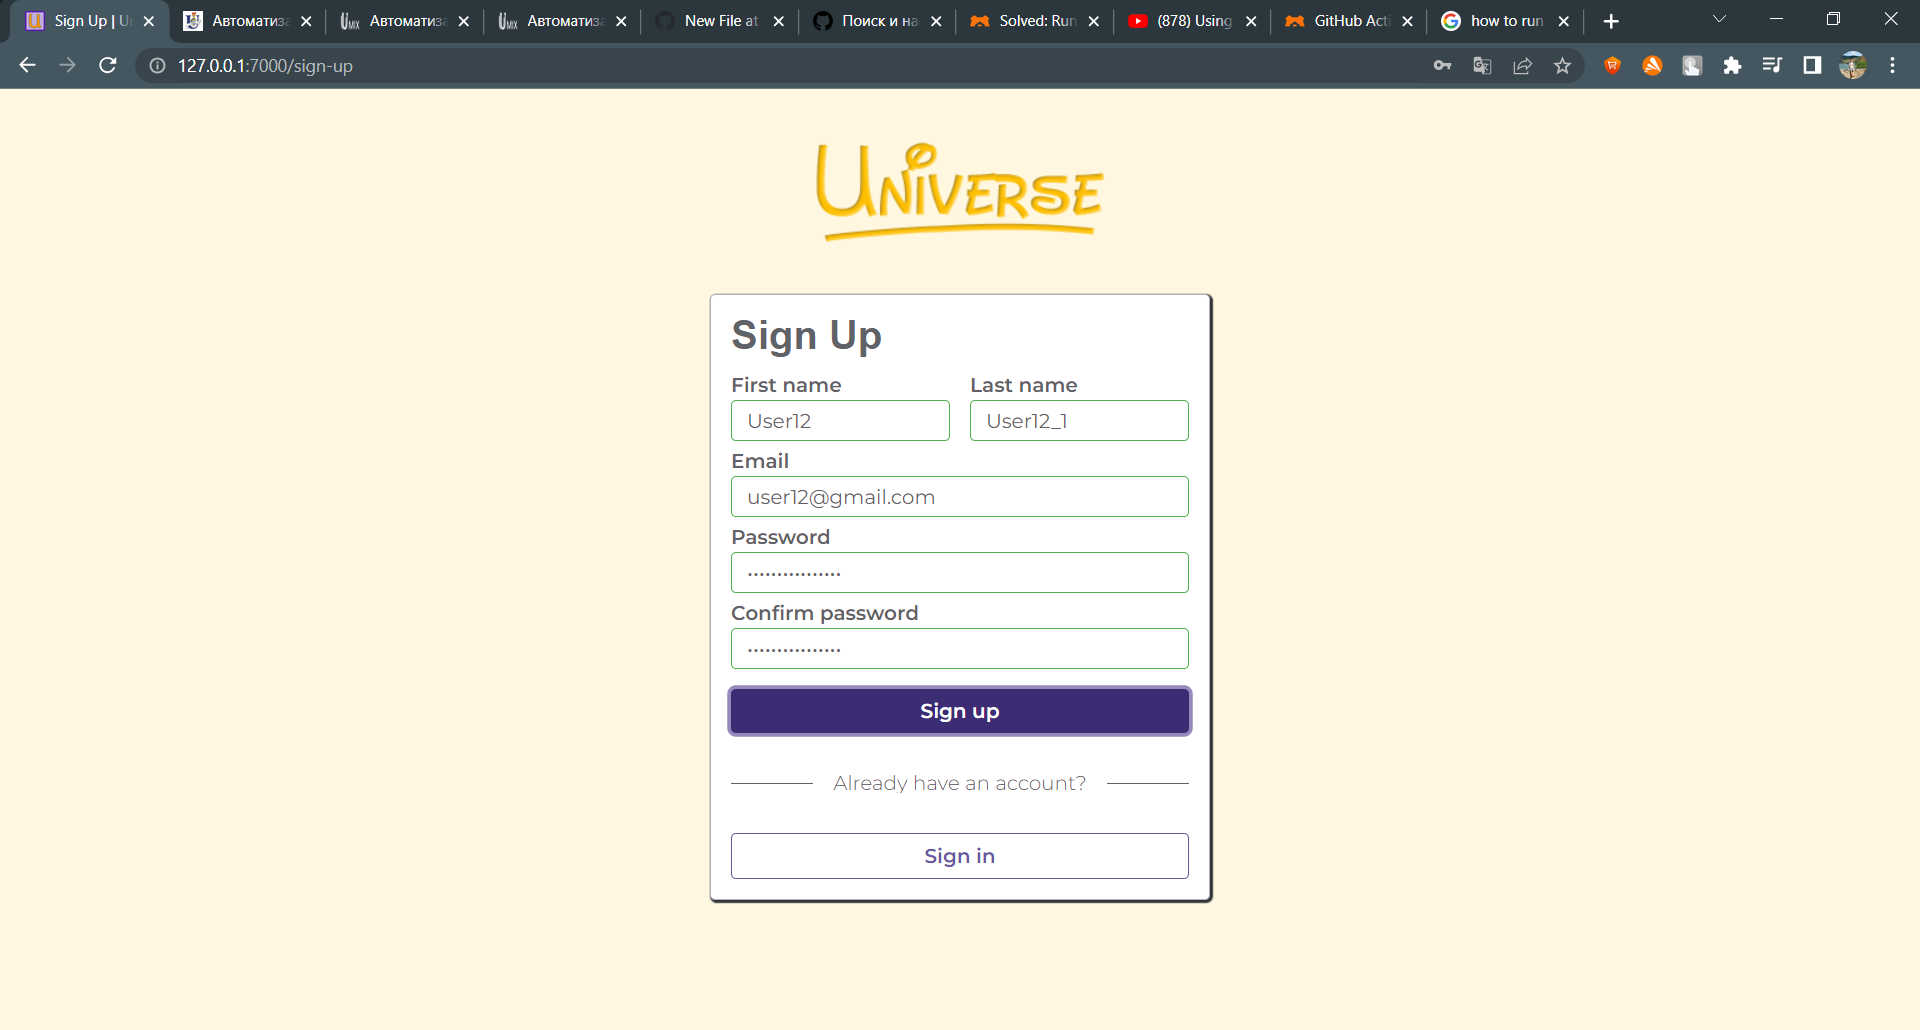 Sign Up | Un
Автоматиза
Автоматиза
Автоматиза
New File at
Поиск и на
Solved: Run
(878) Using
GitHub Acti
how to run
127.0.0.1:7000/sign-up
UNIVERSE
Sign Up
First name
Last name
User12
User12_1
Email
user12@gmail.com
Password
Confirm password
Sign up
Already have an account?
Sign in